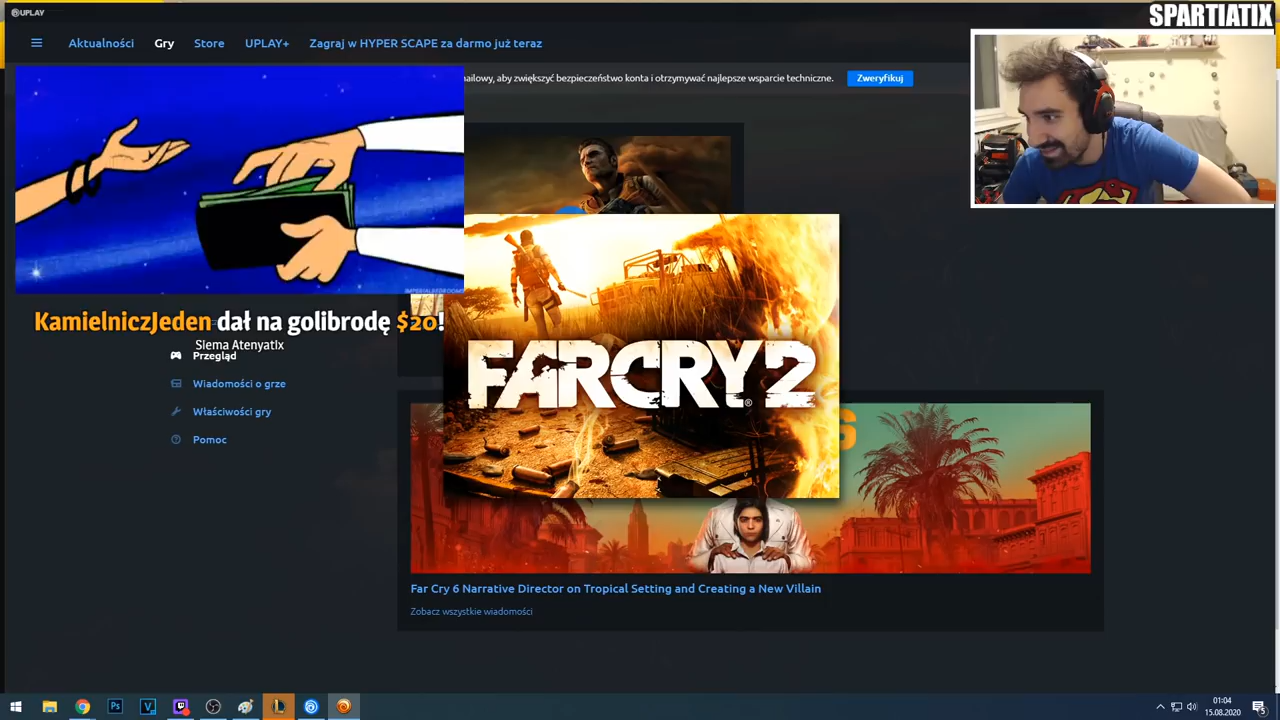 UPLAY
SPARTIATIX
Aktualności Gry Store UPLAY+ Zagraj w HYPER SCAPE za darmo już teraz
mailowy, aby zwiększyć bezpieczeństwo konta i otrzymywać najlepsze wsparcie techniczne. Zweryfikuj
KamielniczJeden dał na golibrodę $20!
Siema AtenyatIx
Przegląd
Wiadomości o grze
Właściwości gry
Pomoc
FARCRY®2
Far Cry 6 Narrative Director on Tropical Setting and Creating a New Villain
Zobacz wszystkie wiadomości
01:04
15.08.2020